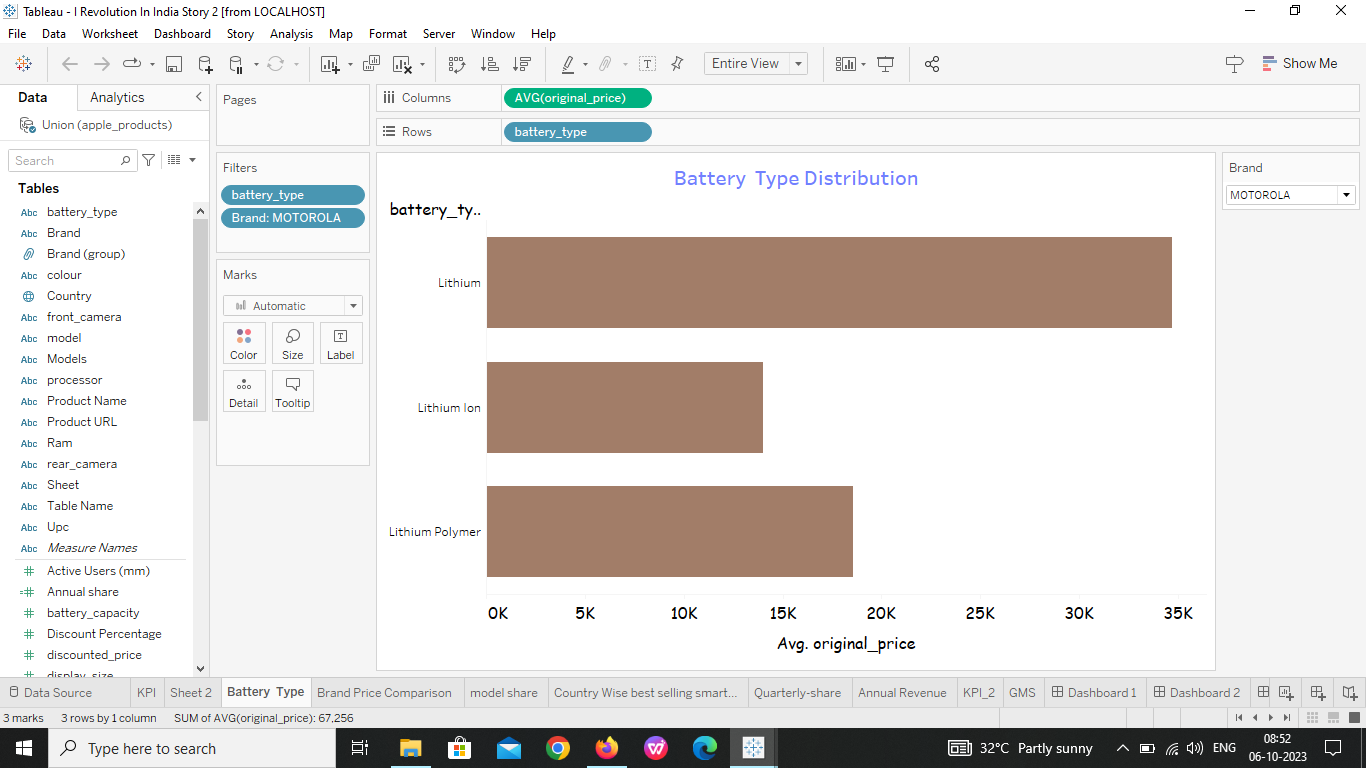 Tableau - I Revolution In India Story 2 [from LOCALHOST]
File Data Worksheet Dashboard Story Analysis Map Format Server Window Help
Entire View
Show Me
Data Analytics
Pages
Columns AVG(original_price)
Union (apple_products)
Rows battery_type
Search
Filters
battery_type
Brand: MOTOROLA
Brand
MOTOROLA
Tables
Abc battery_type
Abc Brand
Brand (group)
Abc colour
Country
Abc front_camera
Abc model
Abc Models
Abc processor
Abc Product Name
Abc Product URL
Abc Ram
Abc rear_camera
Abc Sheet
Abc Table Name
Abc Upc
Abc Measure Names
# Active Users (mm)
=# Annual share
# battery_capacity
# Discount Percentage
# discounted_price
# display_size
Marks
Automatic
Color Size Label
Detail Tooltip
Battery Type Distribution
battery_ty..
Lithium
Lithium Ion
Lithium Polymer
0K 5K 10K 15K 20K 25K 30K 35K
Avg. original_price
Data Source KPI Sheet 2 Battery Type Brand Price Comparison model share Country Wise best selling smart... Quarterly-share Annual Revenue KPI_2 GMS Dashboard 1 Dashboard 2
3 marks 3 rows by 1 column SUM of AVG(original_price): 67,256
Type here to search
32°C Partly sunny
ENG
08:52
06-10-2023